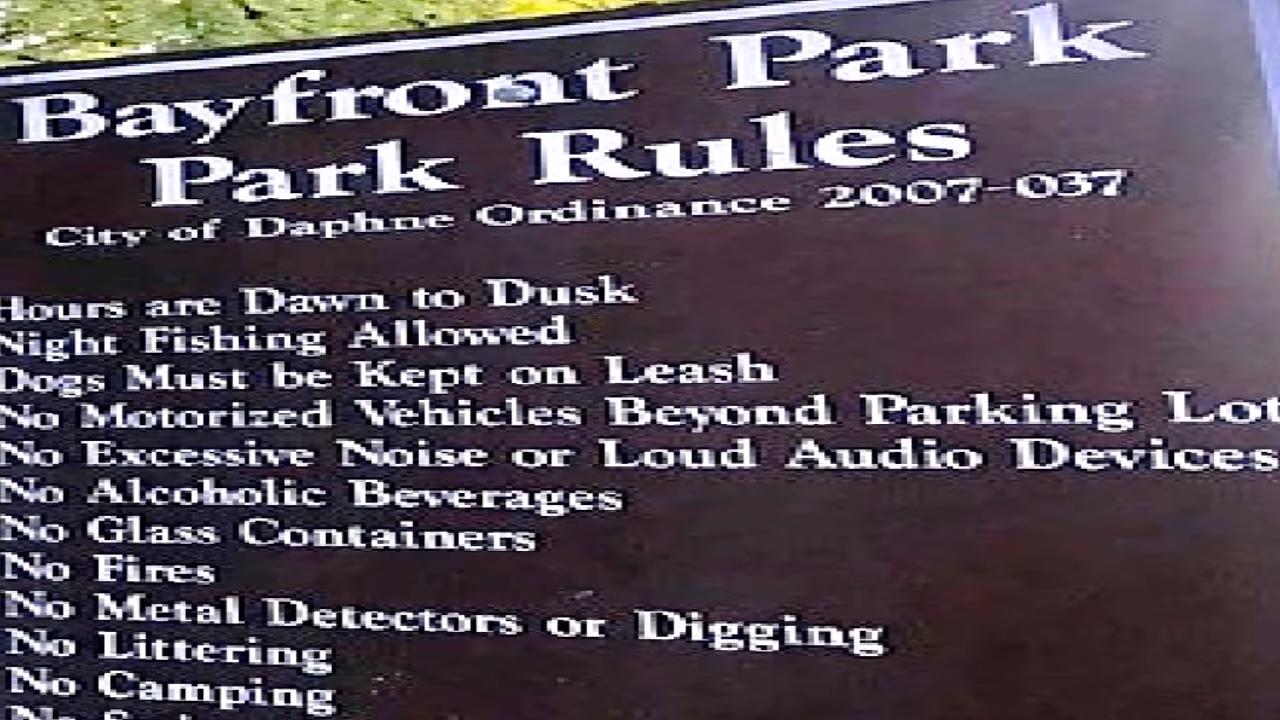 Bayfront Park
Park Rules
City of Daphne Ordinance 2007-037
Hours are Dawn to Dusk
Night Fishing Allowed
Dogs Must be Kept on Leash
No Motorized Vehicles Beyond Parking Lot
No Excessive Noise or Loud Audio Devices
No Alcoholic Beverages
No Glass Containers
No Fires
No Metal Detectors or Digging
No Littering
No Camping
No